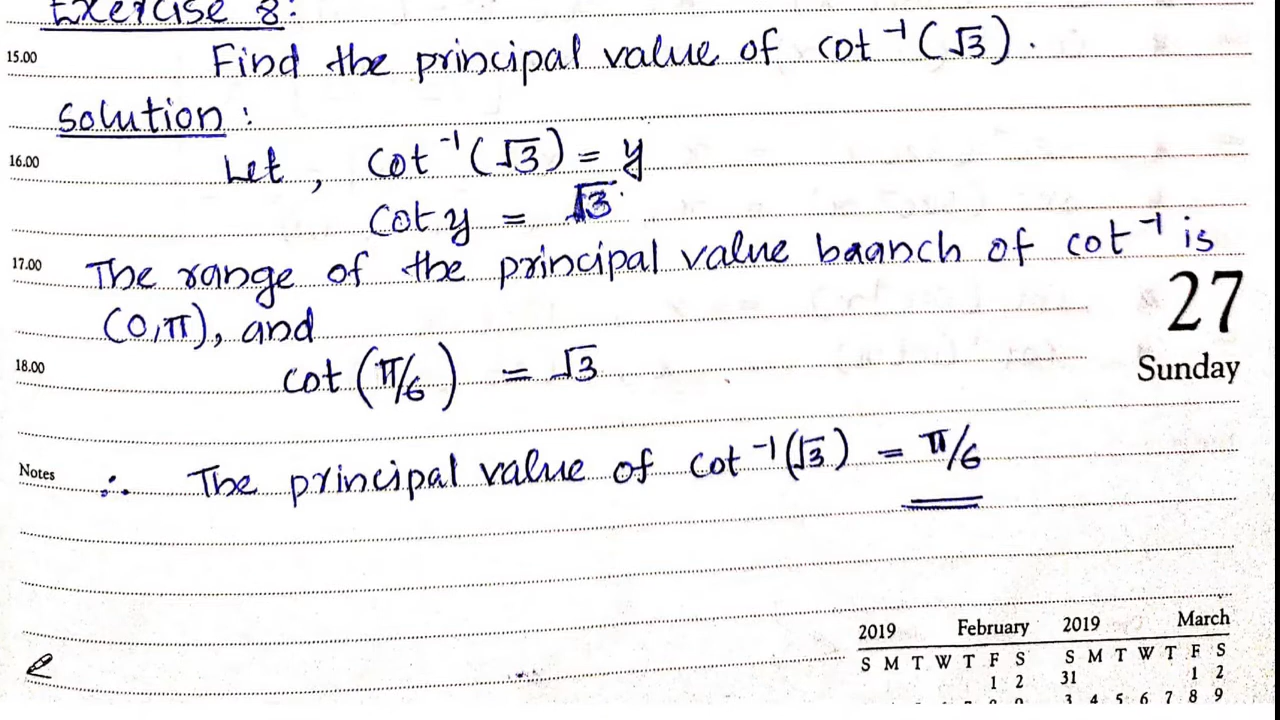 Exercise 8:
15.00 Find the principal value of cot⁻¹(√3).
Solution:
16.00 Let, cot⁻¹(√3) = y
cot y = √3
17.00 The range of the principal value baanch of cot⁻¹ is
(0,π), and
27
Sunday
18.00 cot(π/6) = √3
Notes ∴ The principal value of cot⁻¹(√3) = π/6
2019 February 2019 March
S M T W T F S S M T W T F S
1 2 31 1 2
3 4 5 6 7 8 9